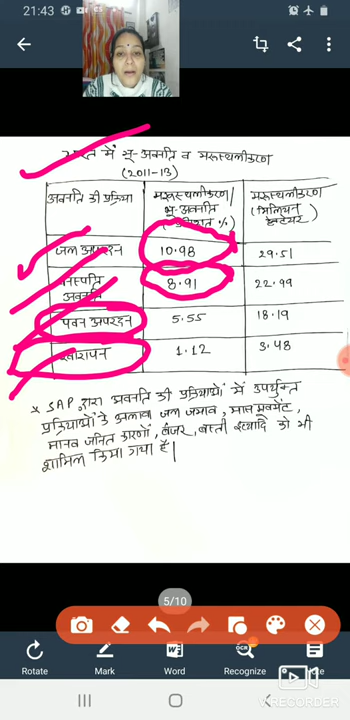 21:43
भारत में भू-अवनति व मरुस्थलीकरण
(2011-13)
अवनति की प्रक्रिया
मरुस्थलीकरण/
भू-अवनति
%)
मरुस्थलीकरण
(मिलियन
हेक्टेयर)
जल अपरदन 10.98 29.51
वनस्पति अवनति 8.91 22.99
पवन अपरदन 5.55 18.19
खारापन 1.12 3.48
* SAP द्वारा अवनति की प्रक्रियाओं में उपर्युक्त
प्रक्रियाओं के अलावा जल जमाव, मास मूवमेंट,
मानव जनित कारणों, बंजर, बस्ती इत्यादि को भी
शामिल किया गया है|
5/10
Rotate
Mark
Word
Recognize
OCR
V RECORDER